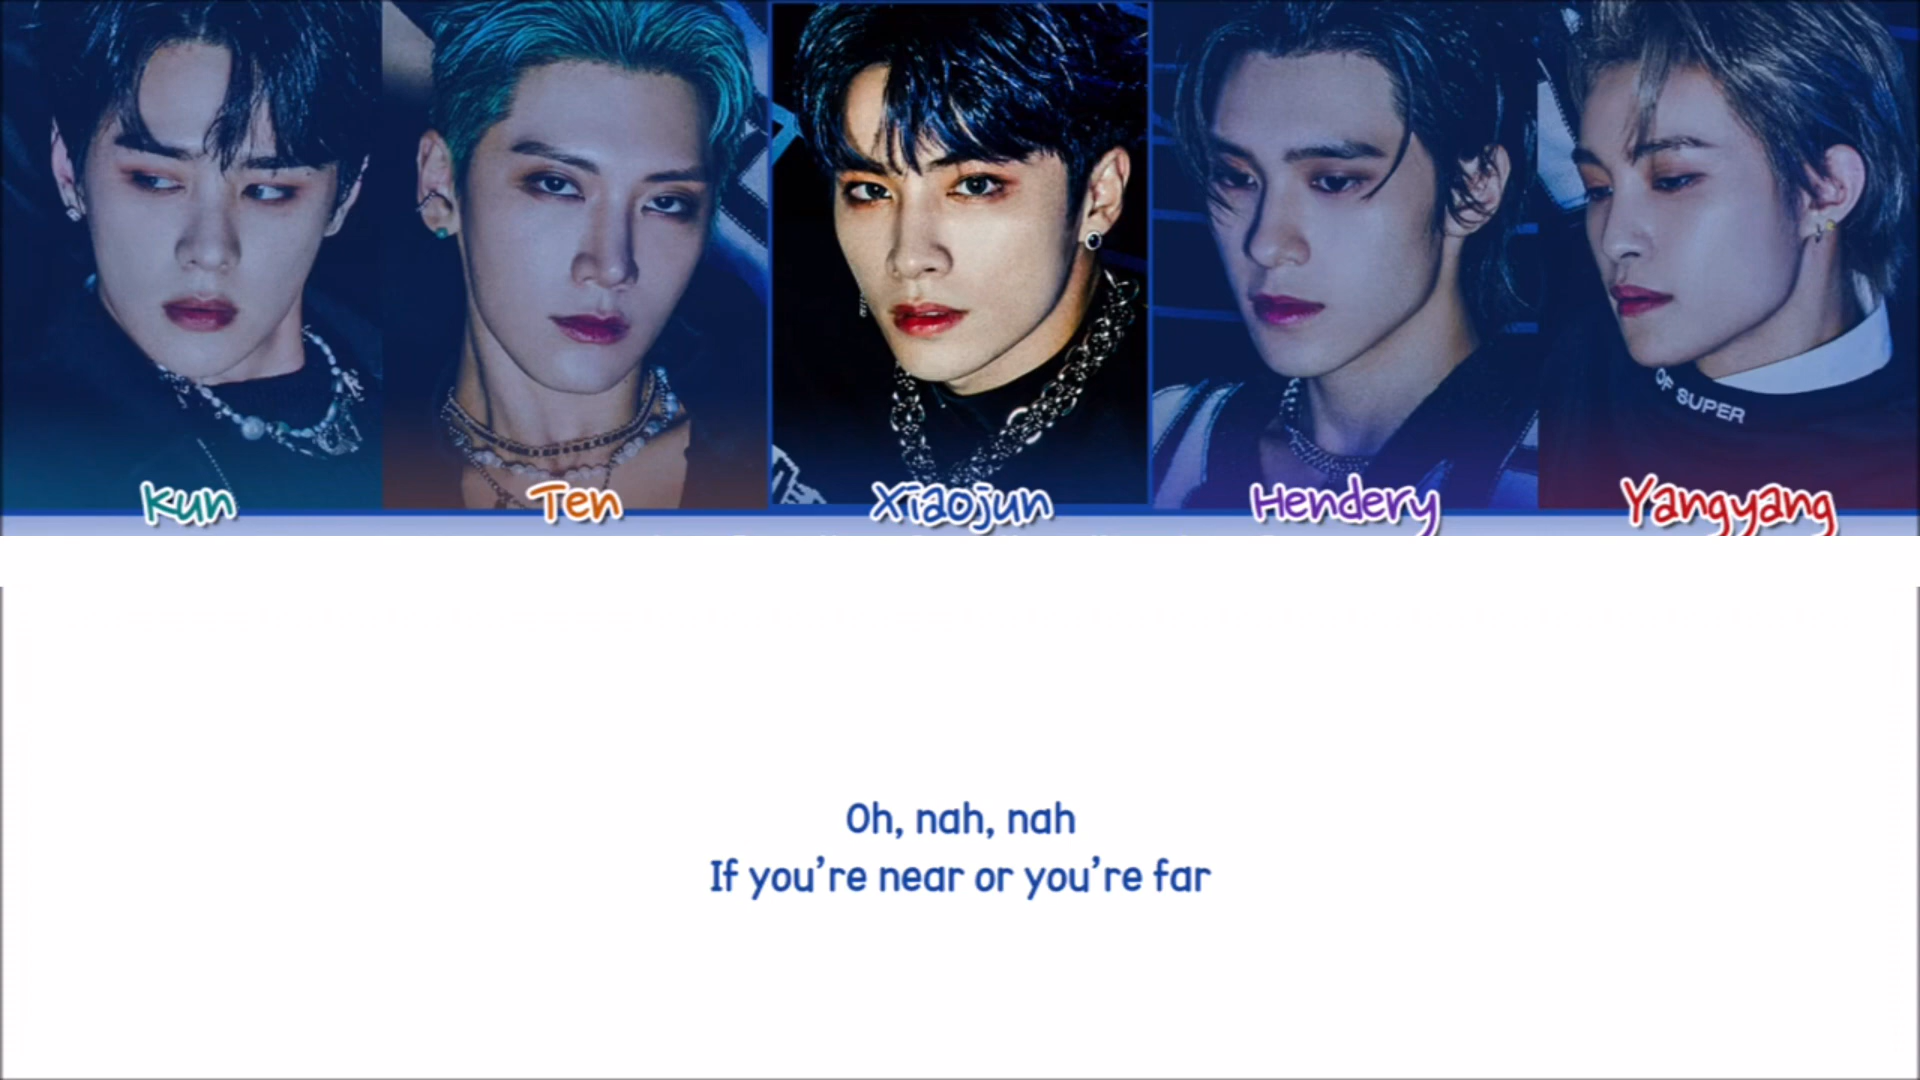 OF SUPER
Kun
Ten
Xiaojun
Hendery
Yangyang
Oh, nah, nah
If you’re near or you’re far